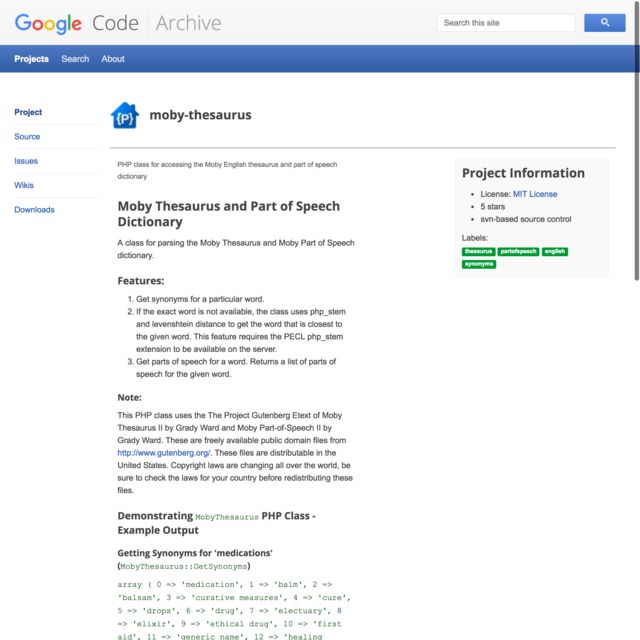 Google Code Archive
Search this site
Projects Search About
Project
Source
Issues
Wikis
Downloads
{P}
moby-thesaurus
PHP class for accessing the Moby English thesaurus and part of speech
dictionary
Moby Thesaurus and Part of Speech
Dictionary
A class for parsing the Moby Thesaurus and Moby Part of Speech
dictionary.
Features:
1. Get synonyms for a particular word.
2. If the exact word is not available, the class uses php_stem
and levenshtein distance to get the word that is closest to
the given word. This feature requires the PECL php_stem
extension to be available on the server.
3. Get parts of speech for a word. Returns a list of parts of
speech for the given word.
Note:
This PHP class uses the The Project Gutenberg Etext of Moby
Thesaurus II by Grady Ward and Moby Part-of-Speech II by
Grady Ward. These are freely available public domain files from
http://www.gutenberg.org/. These files are distributable in the
United States. Copyright laws are changing all over the world, be
sure to check the laws for your country before redistributing these
files.
Demonstrating MobyThesaurus PHP Class -
Example Output
Getting Synonyms for 'medications'
(MobyThesaurus::GetSynonyms)
array ( 0 => 'medication', 1 => 'balm', 2 =>
'balsam', 3 => 'curative measures', 4 => 'cure',
5 => 'drops', 6 => 'drug', 7 => 'electuary', 8
=> 'elixir', 9 => 'ethical drug', 10 => 'first
aid', 11 => 'generic name', 12 => 'healing
Project Information
License: MIT License
5 stars
svn-based source control
Labels:
thesaurus partofspeech english
synonyms